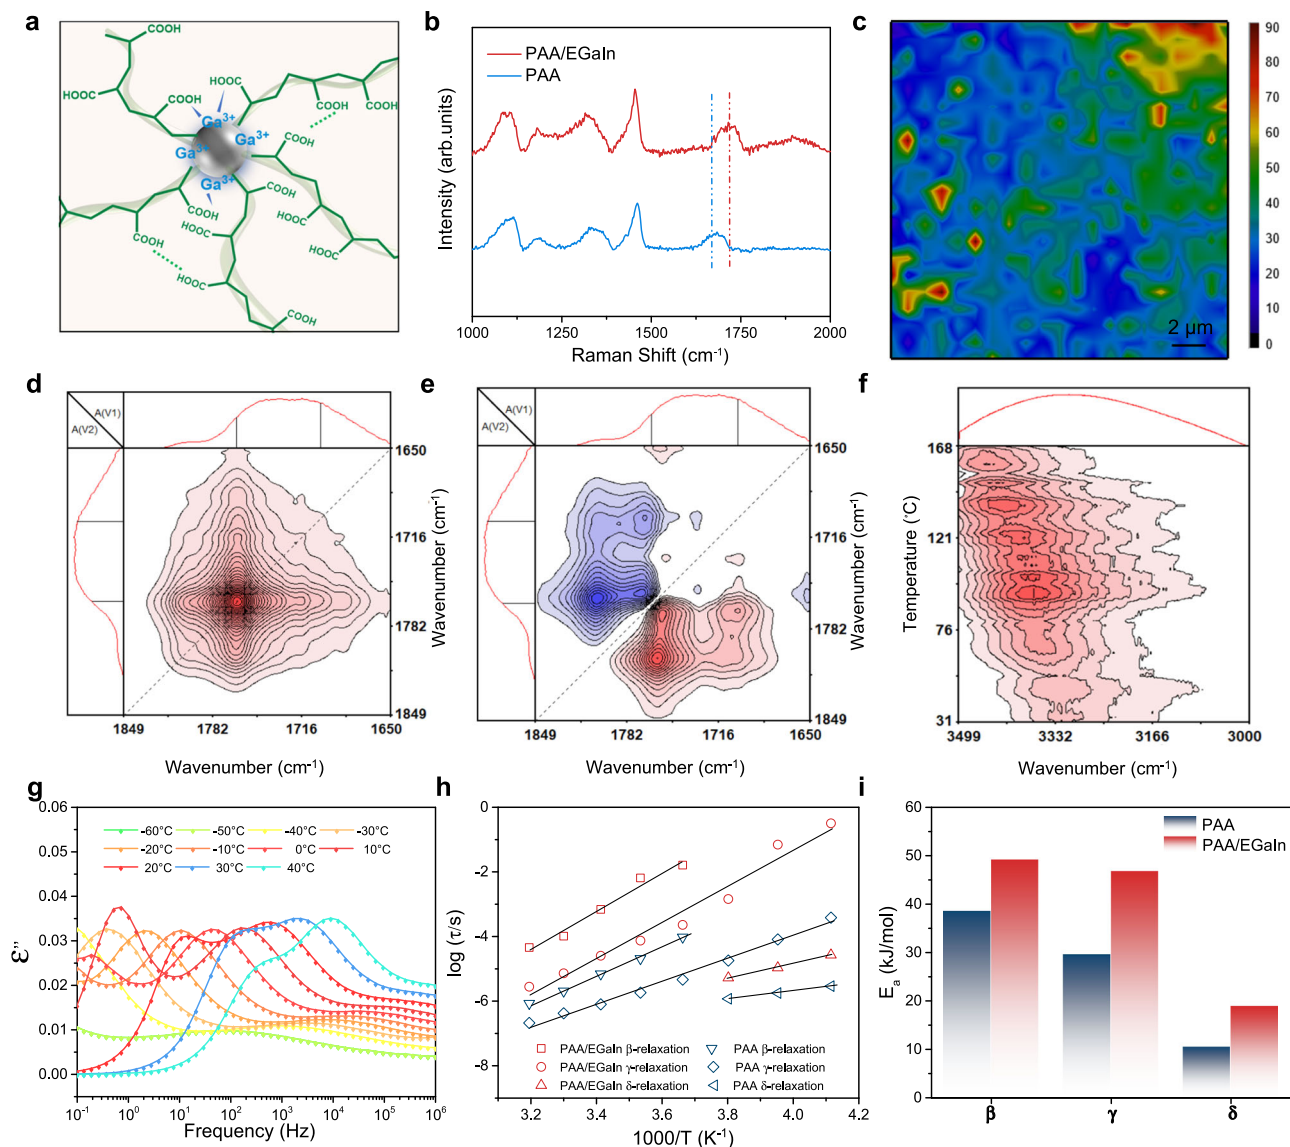 a
COOH
COOH
HOOC
COOH
HOOC
HOOC
COOH
COOH
Ga3+
Ga3+
Ga3+
Ga3+
COOH
COOH
COOH
COOH
HOOC
COOH
HOOC
COOH
HOOC
COOH
b
PAA/EGaIn
PAA
Intensity (arb.units)
1000 1250 1500 1750 2000
Raman Shift (cm-1)
c
90
80
70
60
50
40
30
20
10
0
2 μm
d
A(V1)
A(V2)
1650
1716
1782
1849
Wavenumber (cm-1)
1849 1782 1716 1650
Wavenumber (cm-1)
e
A(V1)
A(V2)
1650
1716
1782
1849
Wavenumber (cm-1)
1849 1782 1716 1650
Wavenumber (cm-1)
f
168
121
76
31
Temperature (°C)
3499 3332 3166 3000
Wavenumber (cm-1)
g
0.06
0.05
0.04
0.03
0.02
0.01
0.00
ε''
-60°C -50°C -40°C -30°C
-20°C -10°C 0°C 10°C
20°C 30°C 40°C
10-1 100 101 102 103 104 105 106
Frequency (Hz)
h
-0
-2
-4
-6
-8
log (τ/s)
PAA/EGaIn β-relaxation PAA β-relaxation
PAA/EGaIn γ-relaxation PAA γ-relaxation
PAA/EGaIn δ-relaxation PAA δ-relaxation
3.2 3.4 3.6 3.8 4.0 4.2
1000/T (K-1)
i
60
50
40
30
20
10
0
Ea (kJ/mol)
PAA
PAA/EGaIn
β γ δ